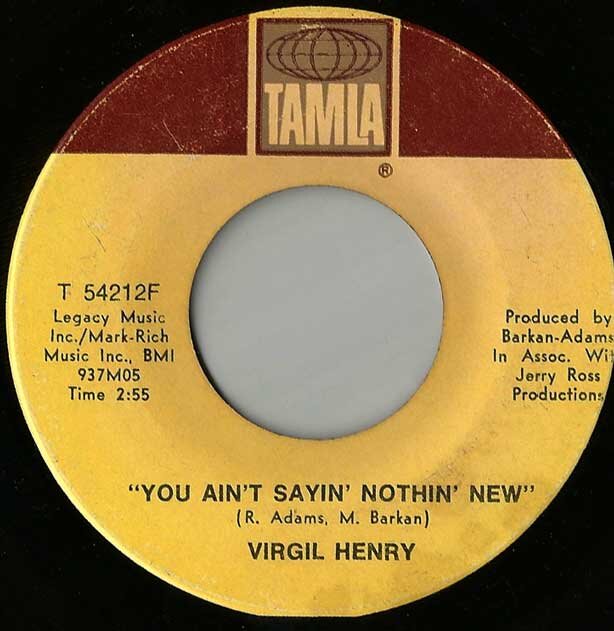 TAMLA
®
T 54212F
Legacy Music
Inc./Mark-Rich
Music Inc., BMI
937M05
Time 2:55
Produced by
Barkan-Adams
In Assoc. Wit
Jerry Ross
Productions
"YOU AIN'T SAYIN' NOTHIN' NEW"
(R. Adams, M. Barkan)
VIRGIL HENRY